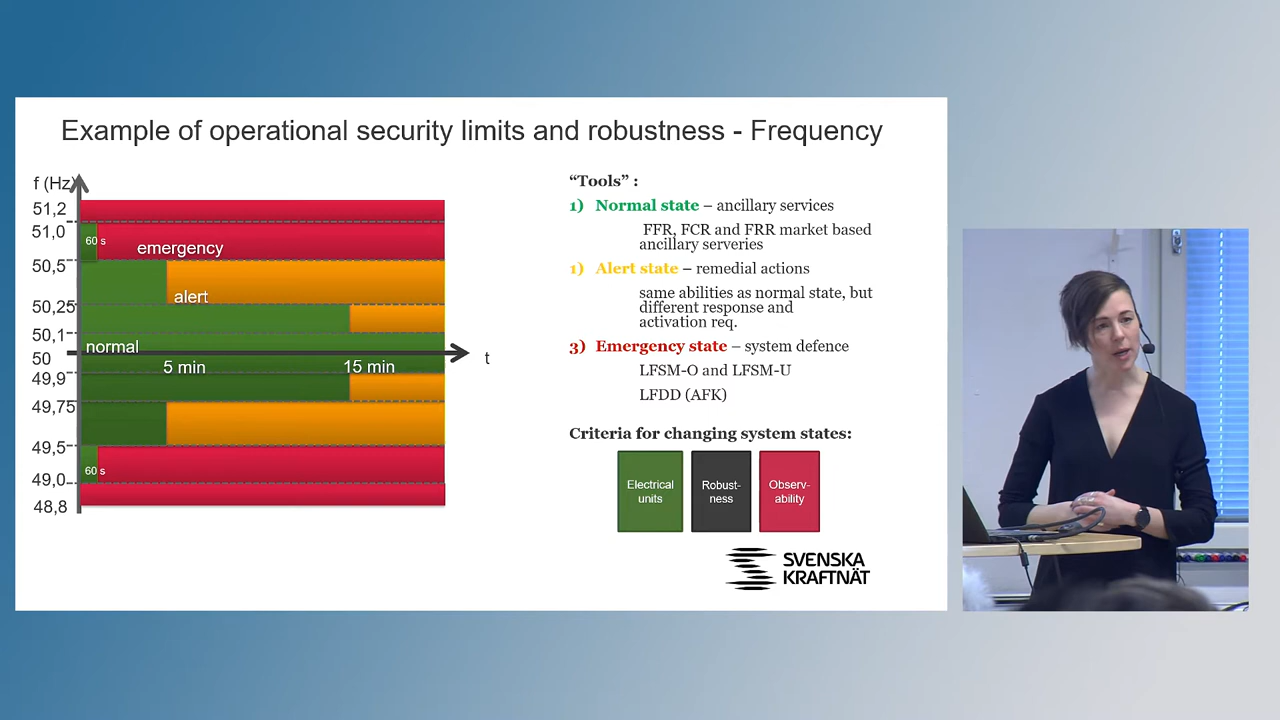 Example of operational security limits and robustness - Frequency
f (Hz)
51,2
51,0
60 s
emergency
50,5
alert
50,25
50,1
normal
50
t
5 min
15 min
49,9
49,75
49,5
60 s
49,0
48,8
“Tools” :
1) Normal state – ancillary services
FFR, FCR and FRR market based
ancillary serveries
1) Alert state – remedial actions
same abilities as normal state, but
different response and
activation req.
3) Emergency state – system defence
LFSM-O and LFSM-U
LFDD (AFK)
Criteria for changing system states:
Electrical
units
Robust-
ness
Observ-
ability
SVENSKA
KRAFTNÄT